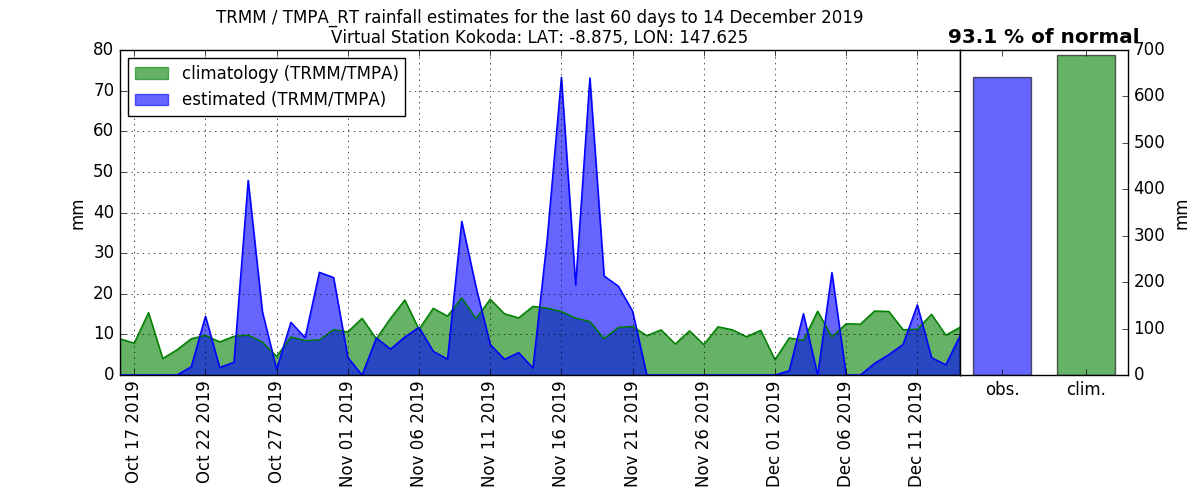 TRMM / TMPA_RT rainfall estimates for the last 60 days to 14 December 2019
Virtual Station Kokoda: LAT: -8.875, LON: 147.625
93.1 % of normal
climatology (TRMM/TMPA)
estimated (TRMM/TMPA)
mm
80
70
60
50
40
30
20
10
0
Oct 17 2019
Oct 22 2019
Oct 27 2019
Nov 01 2019
Nov 06 2019
Nov 11 2019
Nov 16 2019
Nov 21 2019
Nov 26 2019
Dec 01 2019
Dec 06 2019
Dec 11 2019
obs.
clim.
700
600
500
400
300
200
100
0
mm